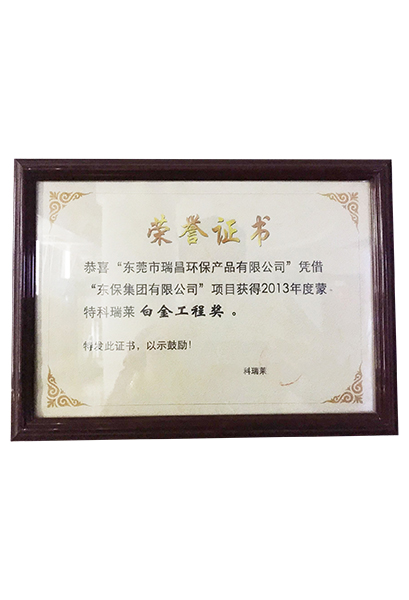 荣誉证书
恭喜“东莞市瑞昌环保产品有限公司”凭借
“东保集团有限公司”项目获得2013年度蒙
特科瑞莱白金工程奖。
特发此证书，以示鼓励！
科瑞莱